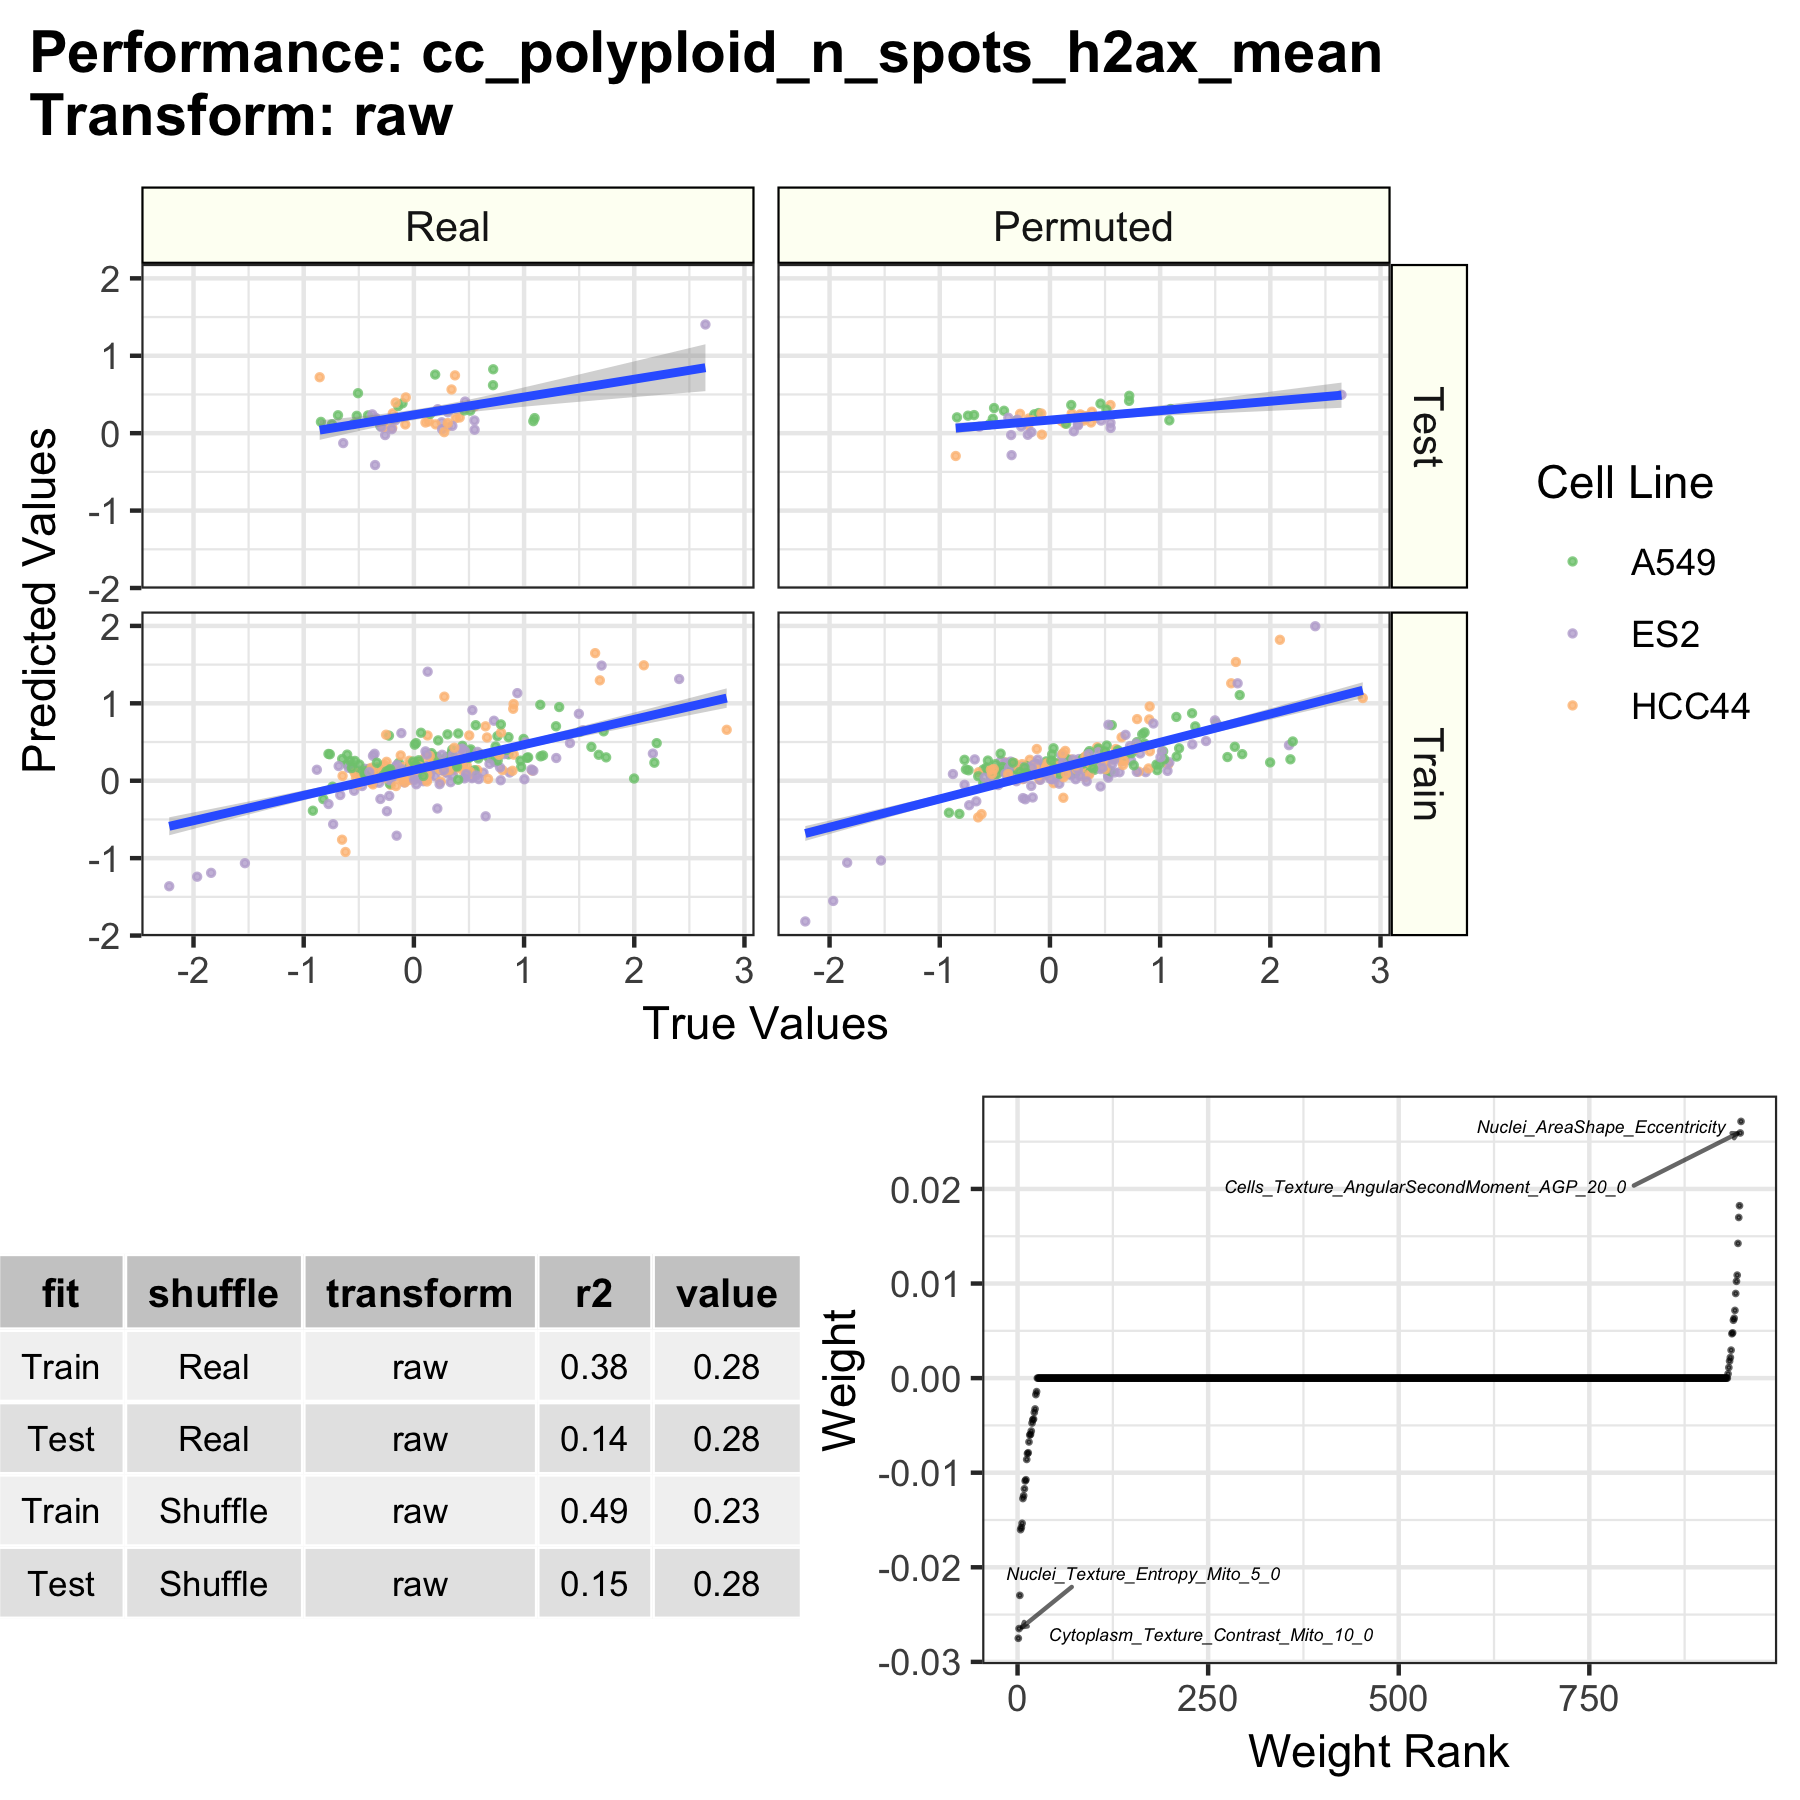 Performance: cc_polyploid_n_spots_h2ax_mean
Transform: raw
Real
Permuted
2
1
0
-1
-2
Test
2
1
0
-1
-2
Train
Predicted Values
-2 -1 0 1 2 3
-2 -1 0 1 2 3
True Values
Cell Line
A549
ES2
HCC44
fit shuffle transform r2 value
Train Real raw 0.38 0.28
Test Real raw 0.14 0.28
Train Shuffle raw 0.49 0.23
Test Shuffle raw 0.15 0.28
Weight
0.02
0.01
0.00
-0.01
-0.02
-0.03
Nuclei_AreaShape_Eccentricity
Cells_Texture_AngularSecondMoment_AGP_20_0
Nuclei_Texture_Entropy_Mito_5_0
Cytoplasm_Texture_Contrast_Mito_10_0
0 250 500 750
Weight Rank